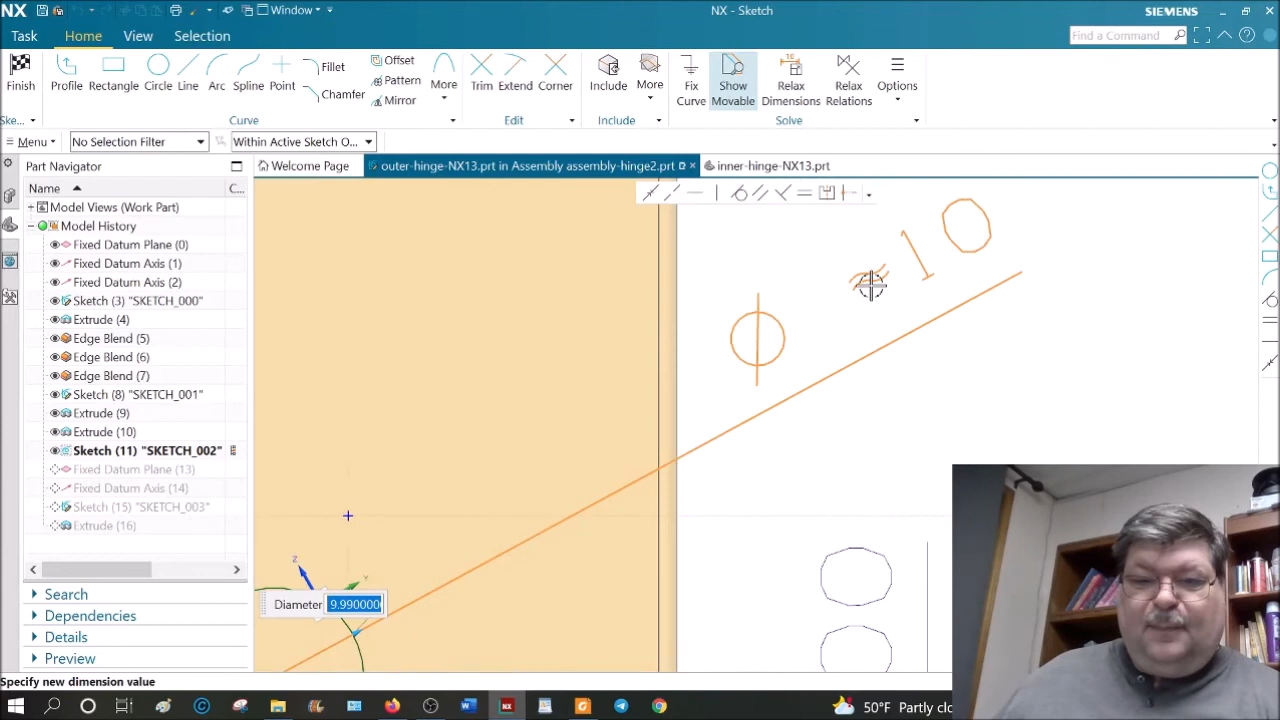 NX Window NX - Sketch SIEMENS
Task Home View Selection Find a Command
Finish Profile Rectangle Circle Line Arc Spline Point Fillet Chamfer Offset Pattern Mirror More Trim Extend Corner Include More Fix Curve Show Movable Relax Dimensions Relax Relations Options
Ske... Curve Edit Include Solve
Menu No Selection Filter Within Active Sketch O...
Part Navigator Welcome Page outer-hinge-NX13.prt in Assembly assembly-hinge2.prt inner-hinge-NX13.prt
Name C...
Model Views (Work Part)
Model History
Fixed Datum Plane (0)
Fixed Datum Axis (1)
Fixed Datum Axis (2)
Sketch (3) "SKETCH_000"
Extrude (4)
Edge Blend (5)
Edge Blend (6)
Edge Blend (7)
Sketch (8) "SKETCH_001"
Extrude (9)
Extrude (10)
Sketch (11) "SKETCH_002"
Fixed Datum Plane (13)
Fixed Datum Axis (14)
Sketch (15) "SKETCH_003"
Extrude (16)
Dependencies
Search
Details
Preview
ϕ ≈10
Z Y
Diameter 9.990000
Specify new dimension value
50°F Partly clo